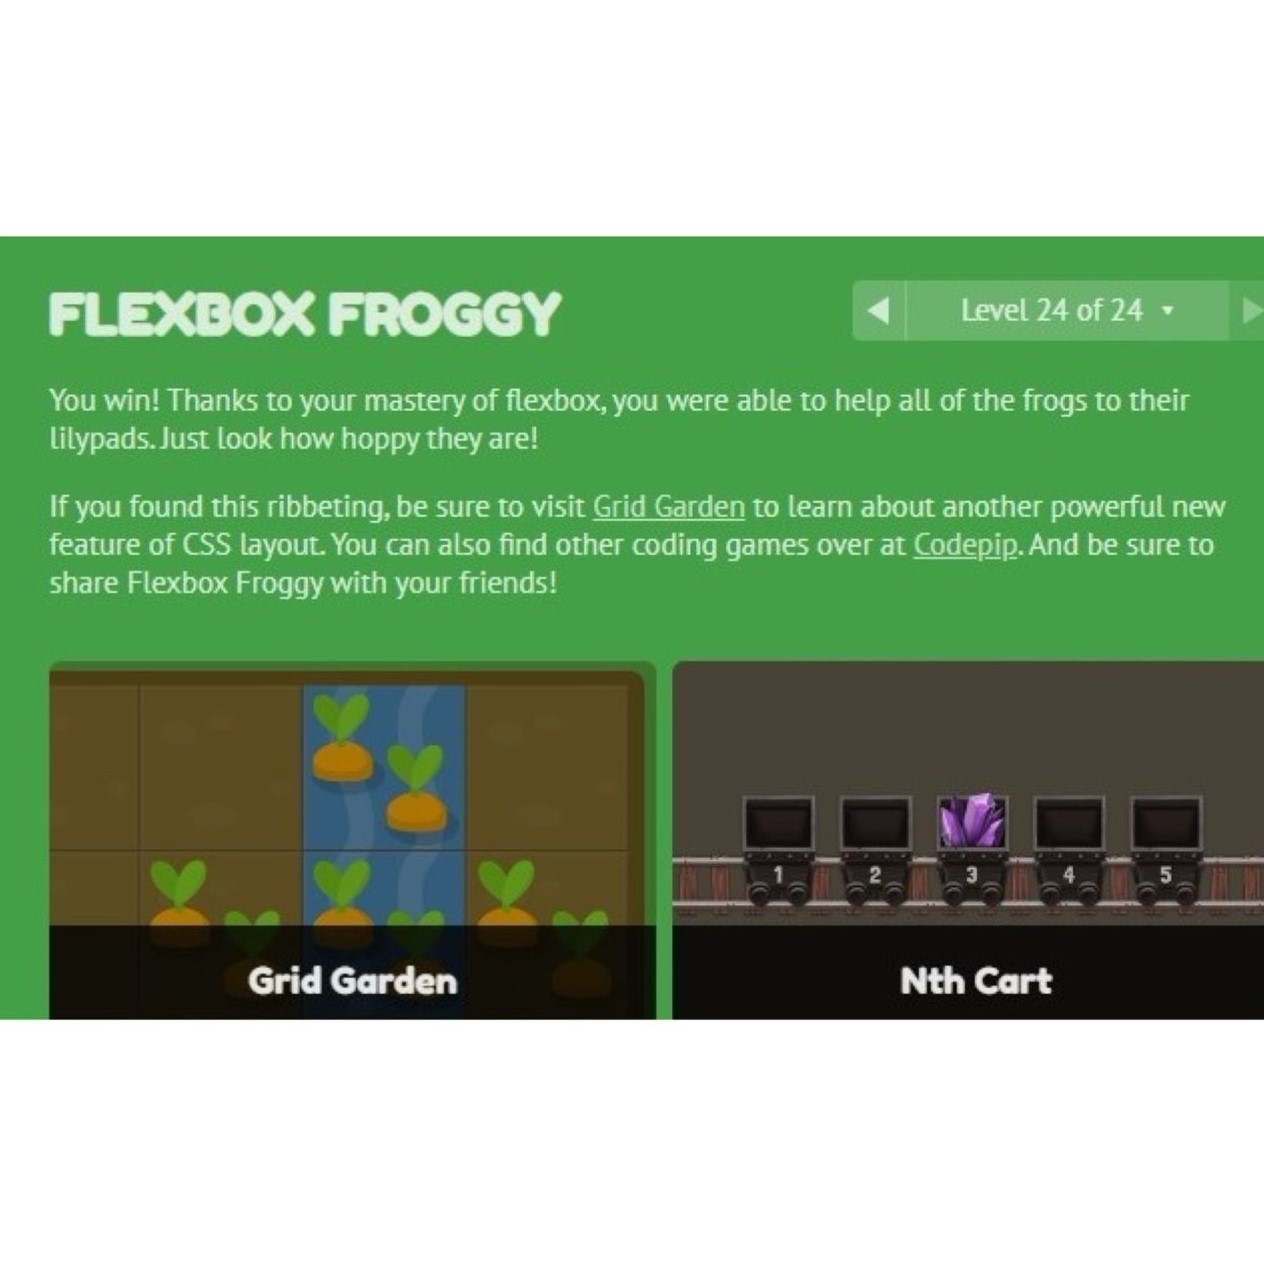 FLEXBOX FROGGY
Level 24 of 24
You win! Thanks to your mastery of flexbox, you were able to help all of the frogs to their
lilypads. Just look how hoppy they are!
If you found this ribbeting, be sure to visit Grid Garden to learn about another powerful new
feature of CSS layout. You can also find other coding games over at Codepip. And be sure to
share Flexbox Froggy with your friends!
1 2 3 4 5
Grid Garden
Nth Cart